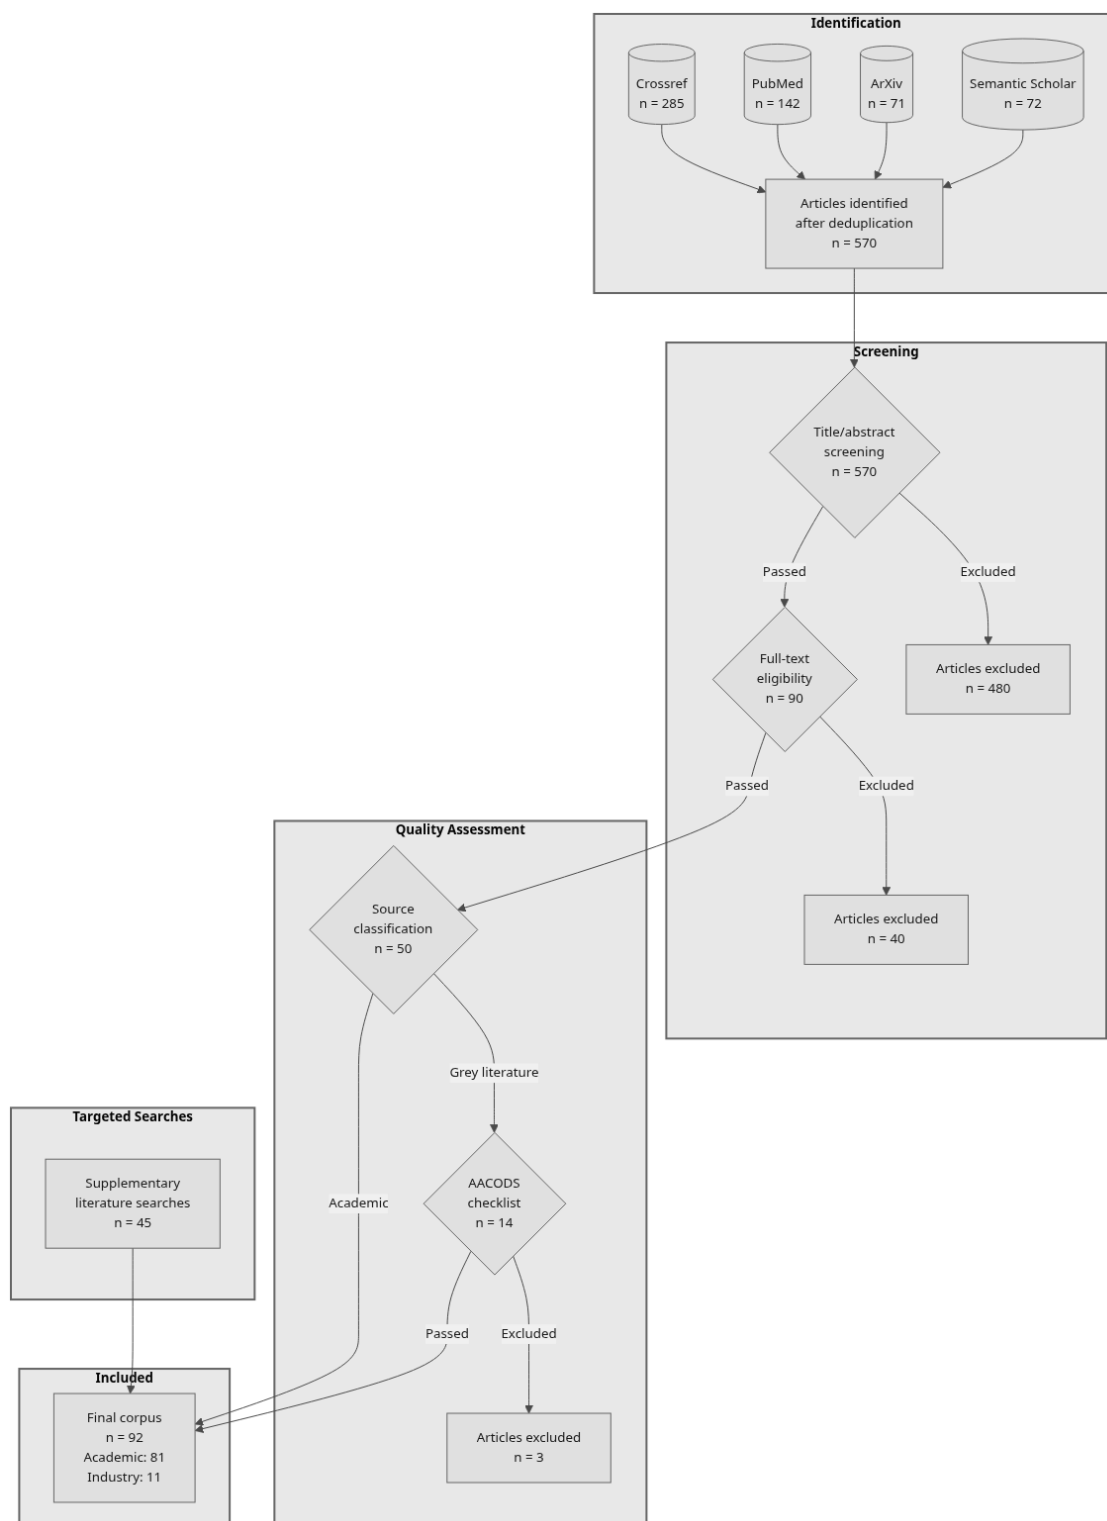 Identification
Crossref
n = 285
PubMed
n = 142
ArXiv
n = 71
Semantic Scholar
n = 72
Articles identified
after deduplication
n = 570
Screening
Title/abstract
screening
n = 570
Passed
Excluded
Full-text
eligibility
n = 90
Articles excluded
n = 480
Passed
Excluded
Articles excluded
n = 40
Quality Assessment
Source
classification
n = 50
Grey literature
Academic
AACODS
checklist
n = 14
Passed
Excluded
Articles excluded
n = 3
Targeted Searches
Supplementary
literature searches
n = 45
Included
Final corpus
n = 92
Academic: 81
Industry: 11